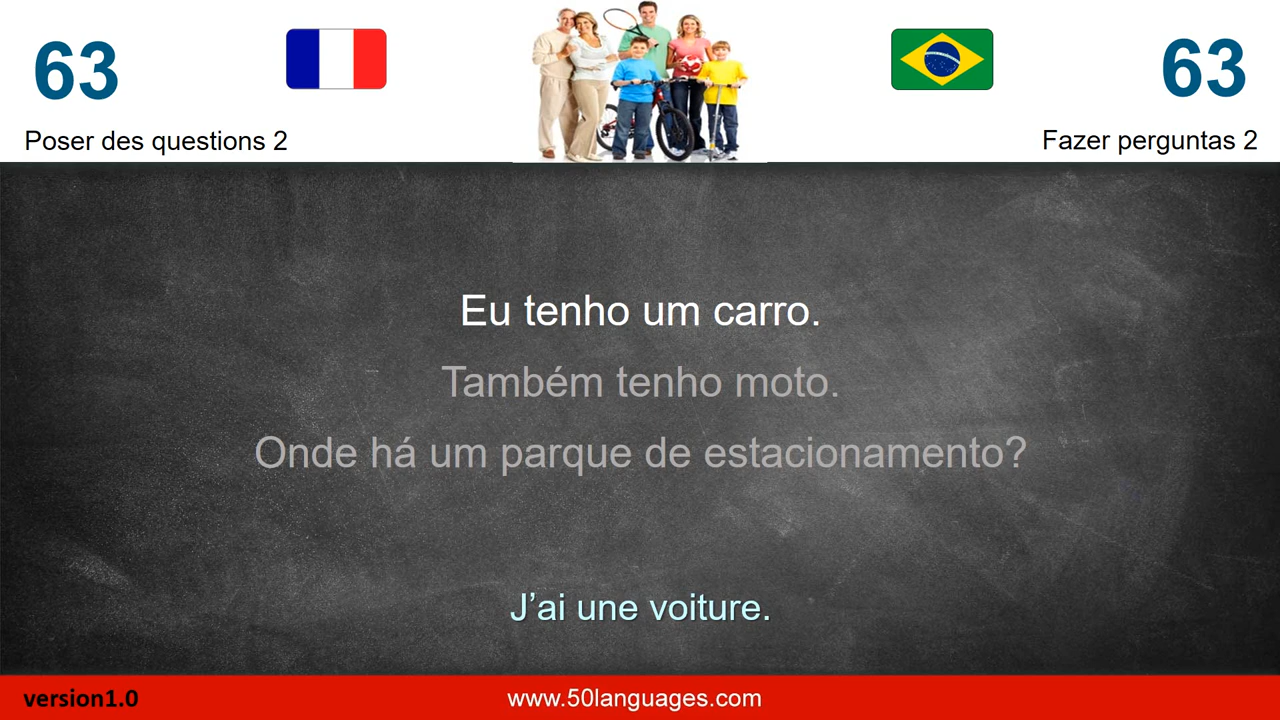 63
63
Poser des questions 2
Fazer perguntas 2
Eu tenho um carro.
Também tenho moto.
Onde há um parque de estacionamento?
J’ai une voiture.
version1.0
www.50languages.com